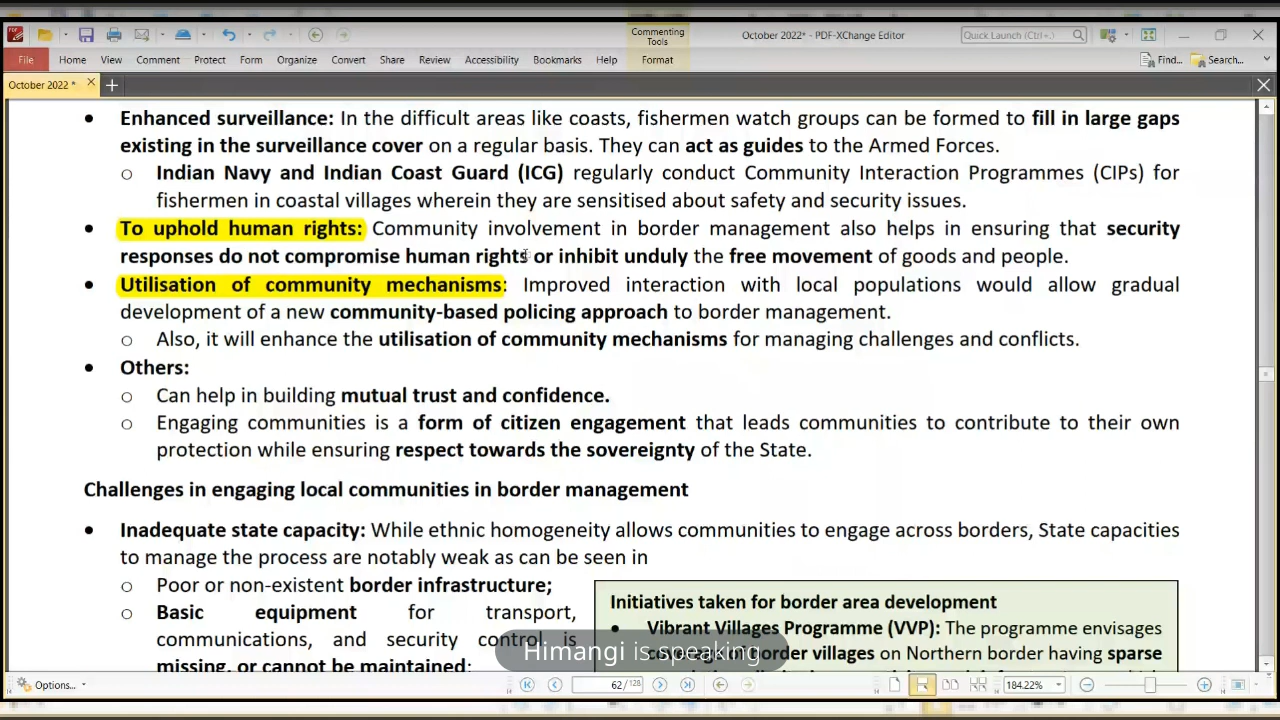 Commenting Tools
October 2022* - PDF-XChange Editor
Quick Launch (Ctrl+.)
File Home View Comment Protect Form Organize Convert Share Review Accessibility Bookmarks Help Format
Find... Search...
October 2022 *
• Enhanced surveillance: In the difficult areas like coasts, fishermen watch groups can be formed to fill in large gaps
existing in the surveillance cover on a regular basis. They can act as guides to the Armed Forces.
o Indian Navy and Indian Coast Guard (ICG) regularly conduct Community Interaction Programmes (CIPs) for
fishermen in coastal villages wherein they are sensitised about safety and security issues.
• To uphold human rights: Community involvement in border management also helps in ensuring that security
responses do not compromise human rights or inhibit unduly the free movement of goods and people.
• Utilisation of community mechanisms: Improved interaction with local populations would allow gradual
development of a new community-based policing approach to border management.
o Also, it will enhance the utilisation of community mechanisms for managing challenges and conflicts.
• Others:
o Can help in building mutual trust and confidence.
o Engaging communities is a form of citizen engagement that leads communities to contribute to their own
protection while ensuring respect towards the sovereignty of the State.
Challenges in engaging local communities in border management
• Inadequate state capacity: While ethnic homogeneity allows communities to engage across borders, State capacities
to manage the process are notably weak as can be seen in
o Poor or non-existent border infrastructure;
o Basic equipment for transport,
communications, and security control is
missing, or cannot be maintained;
Initiatives taken for border area development
• Vibrant Villages Programme (VVP): The programme envisages
border villages on Northern border having sparse
Himangi is speaking
Options...
62 / 128
184.22%